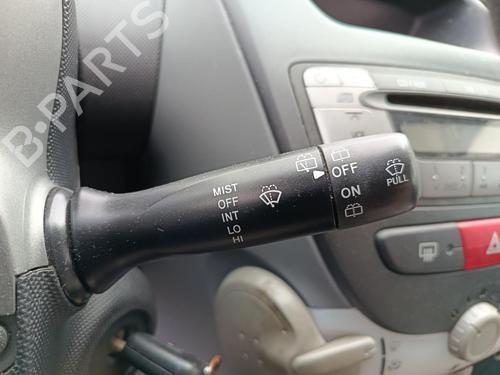 B-PARTS
MIST
OFF
INT
LO
HI
OFF
ON
PULL